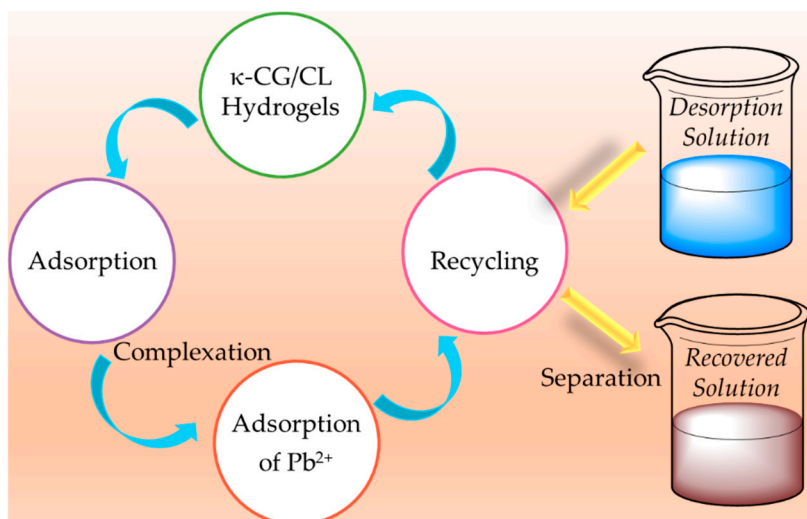 κ-CG/CL
Hydrogels
Desorption
Solution
Adsorption
Recycling
Complexation
Separation
Recovered
Solution
Adsorption
of Pb²⁺